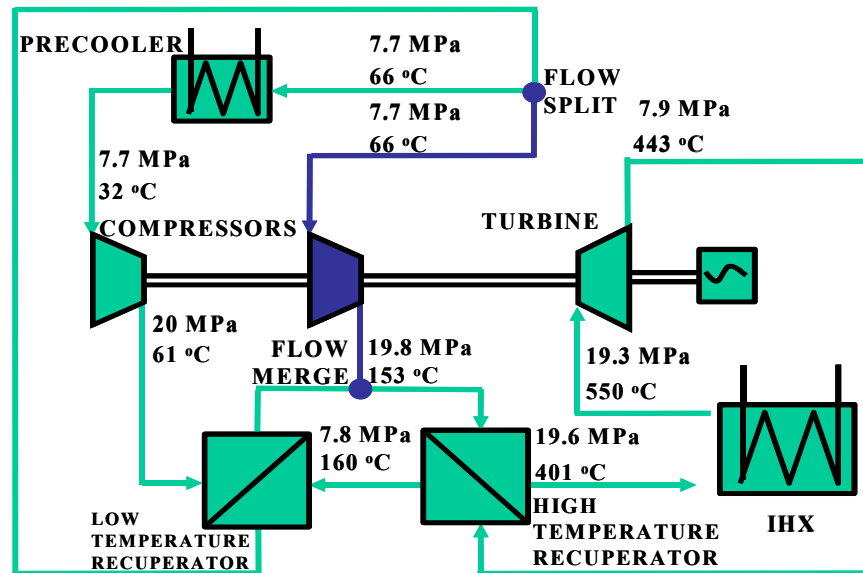 PRECOOLER
7.7 MPa
66 ºC
FLOW
SPLIT
7.7 MPa
66 ºC
7.9 MPa
443 ºC
7.7 MPa
32 ºC
COMPRESSORS
TURBINE
20 MPa
61 ºC
FLOW
MERGE
19.8 MPa
153 ºC
19.3 MPa
550 ºC
7.8 MPa
160 ºC
19.6 MPa
401 ºC
LOW
TEMPERATURE
RECUPERATOR
HIGH
TEMPERATURE
RECUPERATOR
IHX